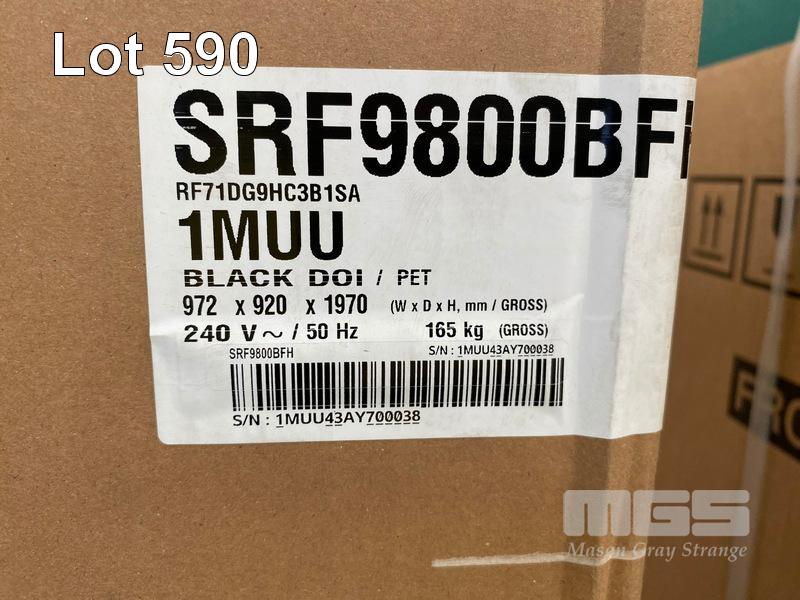 Lot 590
SRF9800BFH
RF71DG9HC3B1SA
1MUU
BLACK DOI / PET
972 x 920 x 1970 (W x D x H, mm / GROSS)
240 V ~ / 50 Hz 165 kg (GROSS)
SRF9800BFH S/N : 1MUU43AY700038
S/N : 1MUU43AY700038
FRO
MGS
Mason Gray Strange